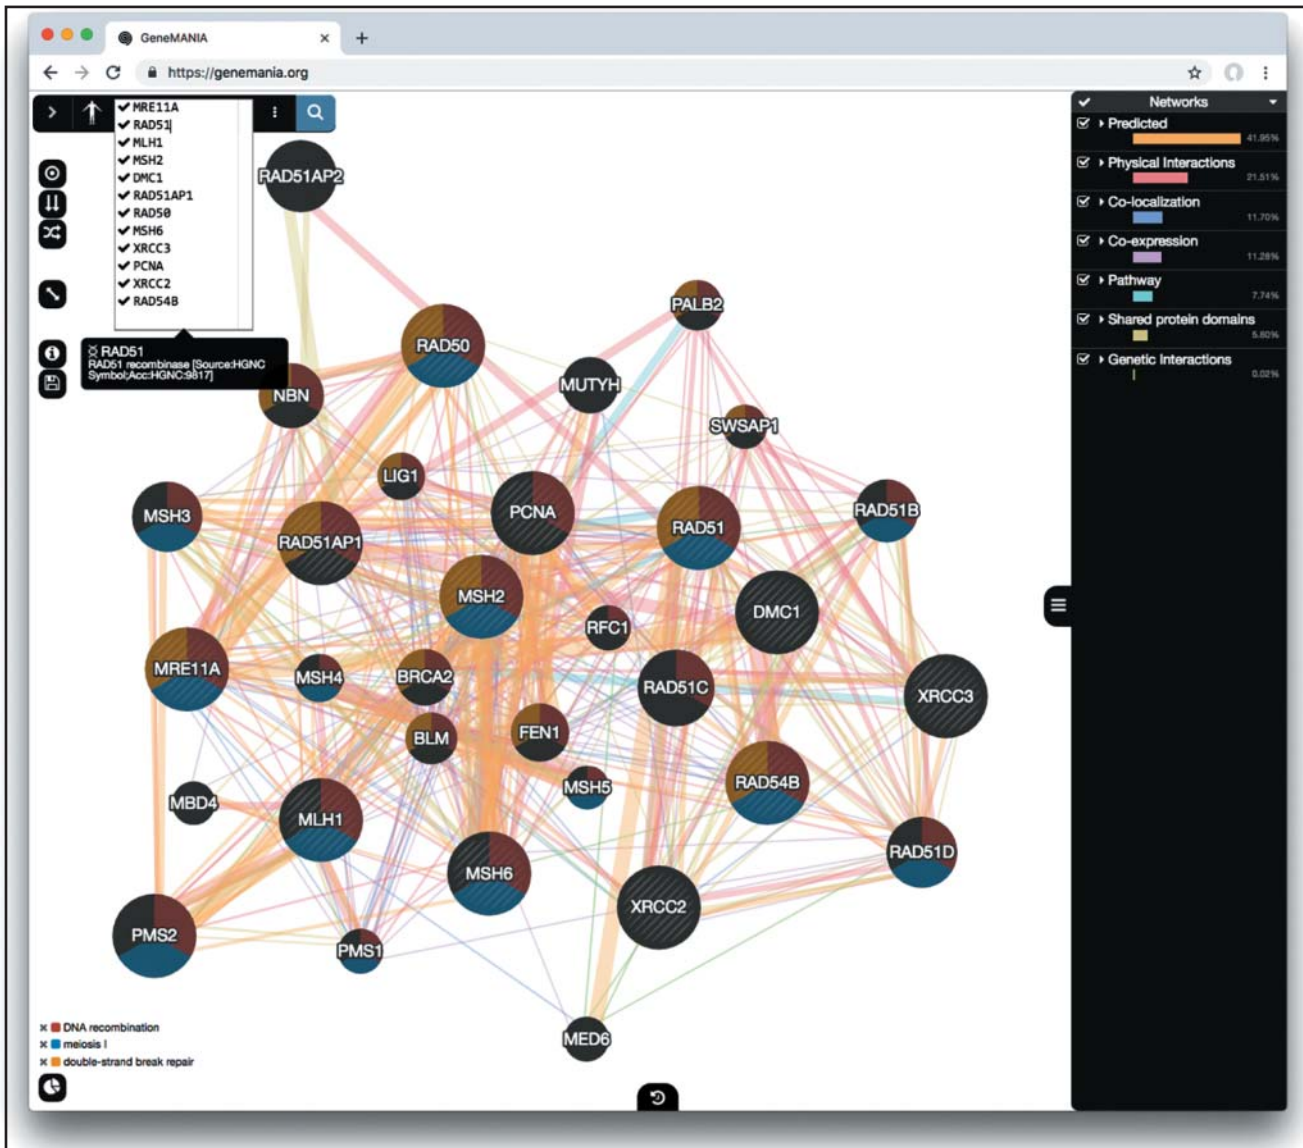 GeneMANIA
https://genemania.org
MRE11A
RAD51
MLH1
MSH2
DMC1
RAD51AP1
RAD50
MSH6
XRCC3
PCNA
XRCC2
RAD54B
RAD51
RAD51 recombinase [Source:HGNC
Symbol;Acc:HGNC:9817]
Networks
Predicted
41.95%
Physical Interactions
21.51%
Co-localization
11.70%
Co-expression
11.28%
Pathway
7.74%
Shared protein domains
5.80%
Genetic Interactions
0.02%
RAD51AP2
PALB2
RAD50
MUTYH
NBN
SWSAP1
LIG1
MSH3
PCNA
RAD51B
RAD51
RAD51AP1
MSH2
DMC1
RFC1
MRE11A
MSH4
BRCA2
RAD51C
XRCC3
BLM
FEN1
RAD54B
MSH5
MBD4
MLH1
RAD51D
MSH6
XRCC2
PMS2
PMS1
MED6
DNA recombination
meiosis I
double-strand break repair